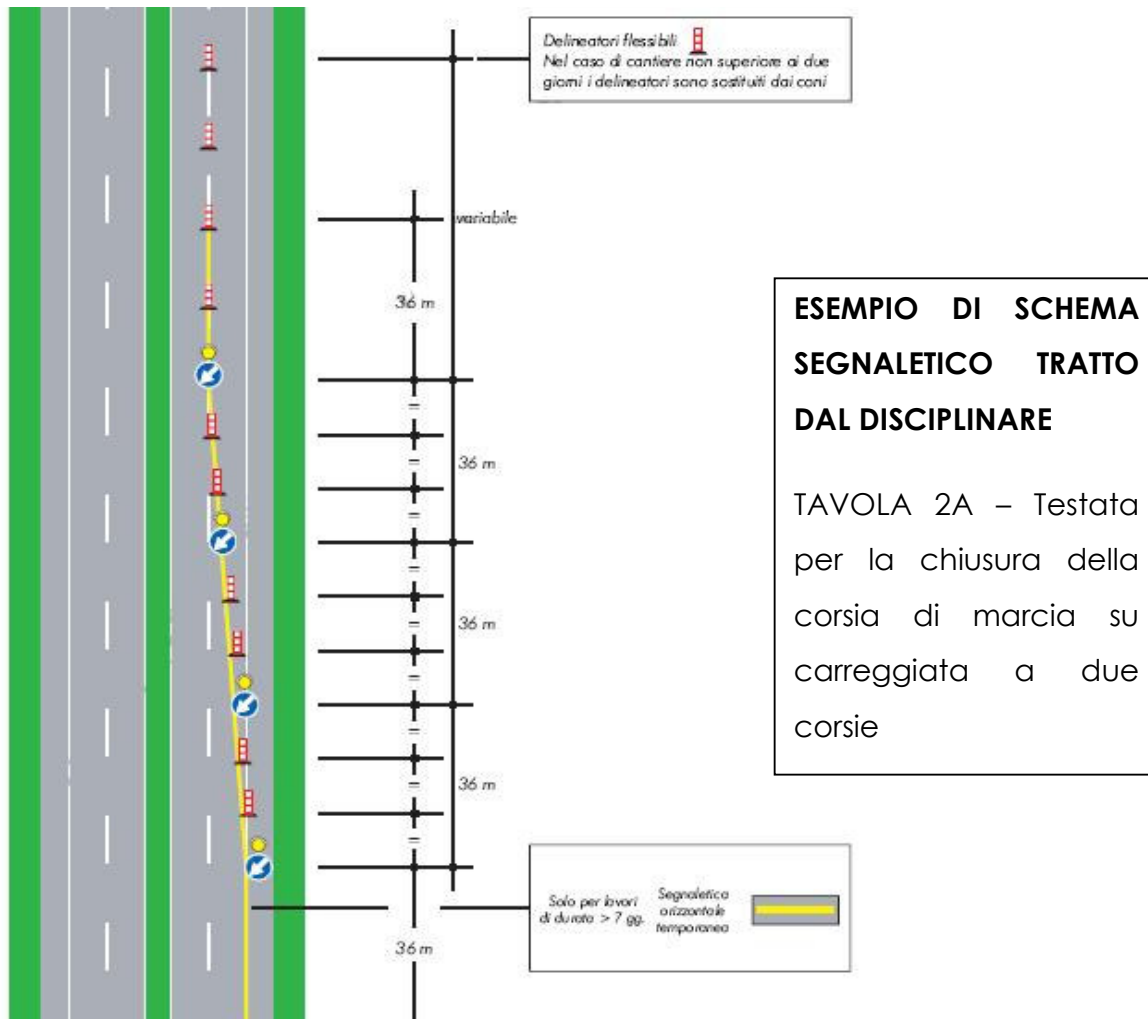 Delineatori flessibili
Nel caso di cantiere non superiore ai due
giorni i delineatori sono sostituiti dai coni
variabile
36 m
36 m
36 m
36 m
Solo per lavori
di durata > 7 gg.
Segnaletica
orizzontale
temporanea
36 m
ESEMPIO DI SCHEMA
SEGNALETICO TRATTO
DAL DISCIPLINARE
TAVOLA 2A – Testata
per la chiusura della
corsia di marcia su
carreggiata a due
corsie